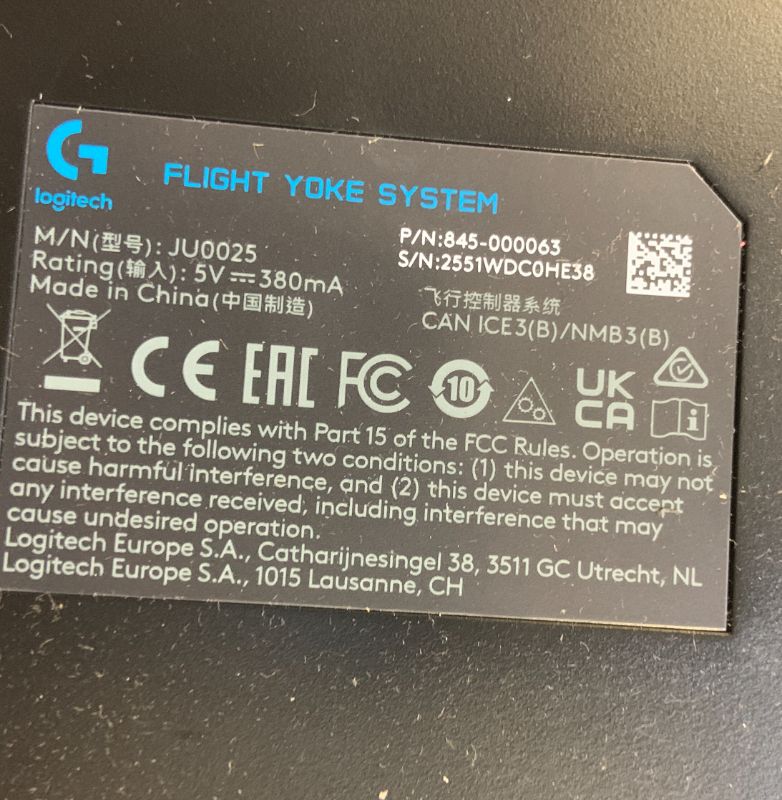 logitech
FLIGHT YOKE SYSTEM
M/N(型号): JU0025
Rating(输入): 5V⎓380mA
Made in China(中国制造)
P/N:845-000063
S/N:2551WDC0HE38
飞行控制器系统
CAN ICE3(B)/NMB3(B)
CE EAC FC 10 UK
CA
This device complies with Part 15 of the FCC Rules. Operation is
subject to the following two conditions: (1) this device may not
cause harmful interference, and (2) this device must accept
any interference received, including interference that may
cause undesired operation.
Logitech Europe S.A., Catharijnesingel 38, 3511 GC Utrecht, NL
Logitech Europe S.A., 1015 Lausanne, CH